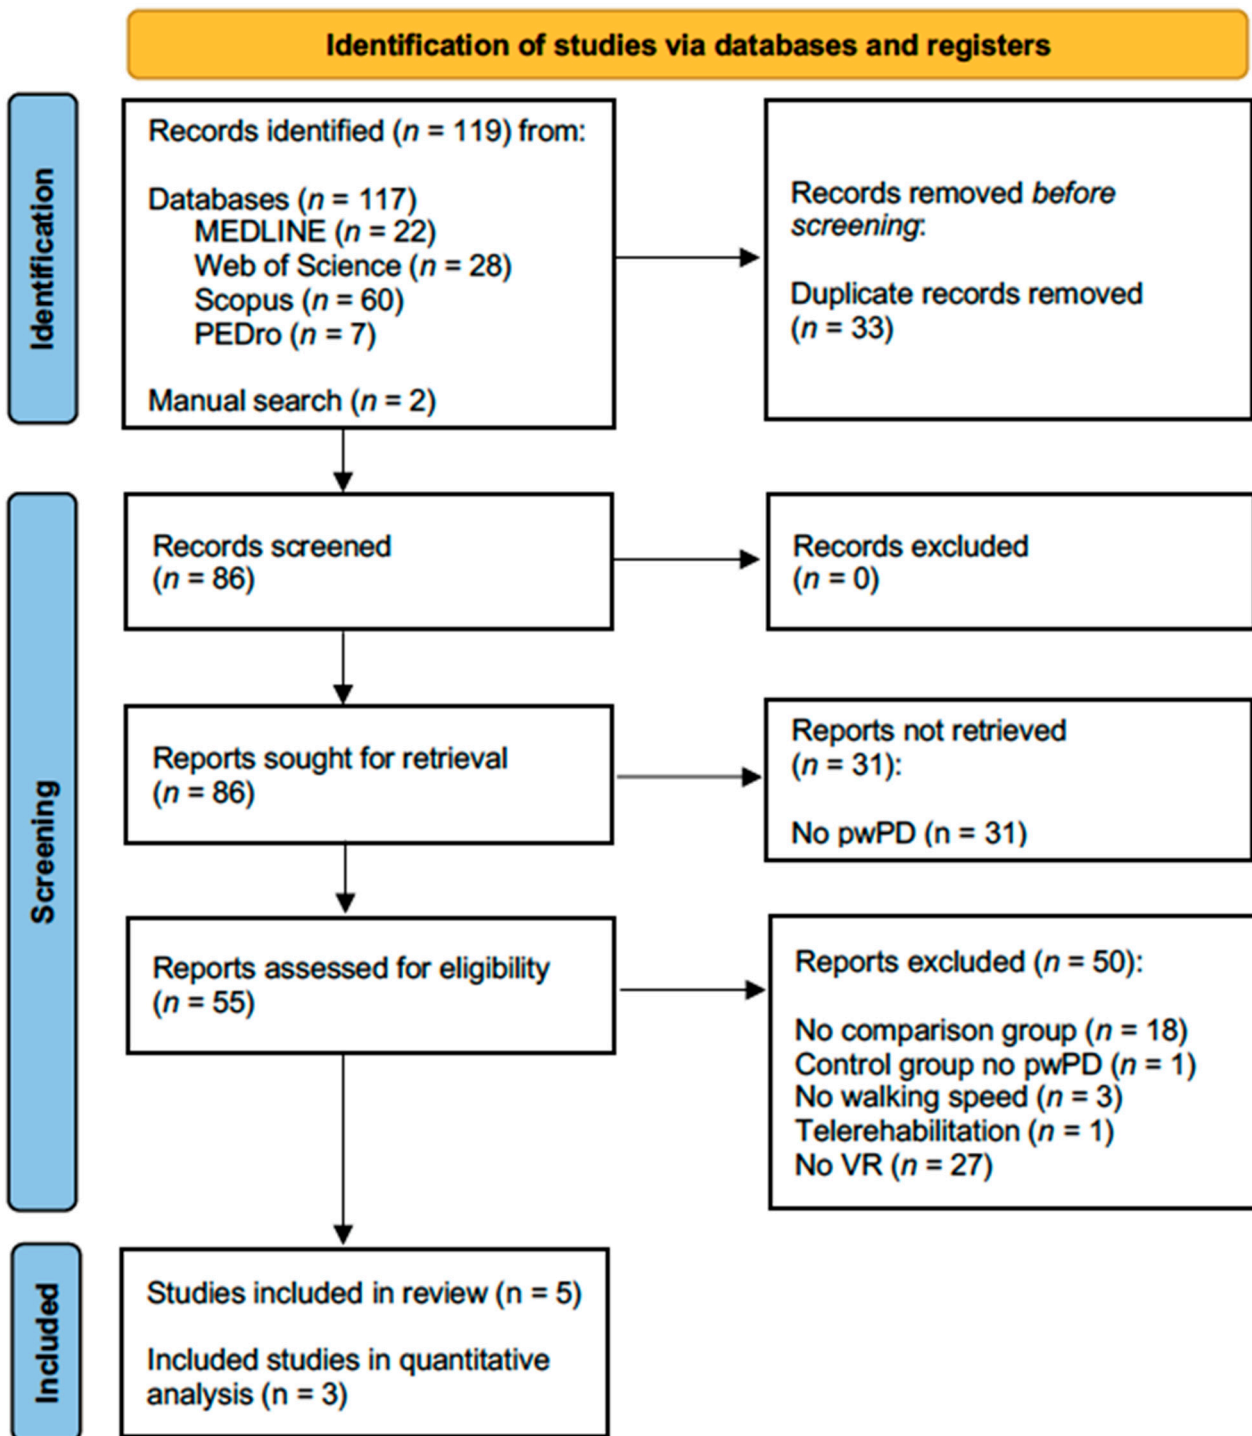 Identification of studies via databases and registers
Identification
Records identified (n = 119) from:
Databases (n = 117)
MEDLINE (n = 22)
Web of Science (n = 28)
Scopus (n = 60)
PEDro (n = 7)
Manual search (n = 2)
Records removed before
screening:
Duplicate records removed
(n = 33)
Screening
Records screened
(n = 86)
Records excluded
(n = 0)
Reports sought for retrieval
(n = 86)
Reports not retrieved
(n = 31):
No pwPD (n = 31)
Reports assessed for eligibility
(n = 55)
Reports excluded (n = 50):
No comparison group (n = 18)
Control group no pwPD (n = 1)
No walking speed (n = 3)
Telerehabilitation (n = 1)
No VR (n = 27)
Included
Studies included in review (n = 5)
Included studies in quantitative
analysis (n = 3)